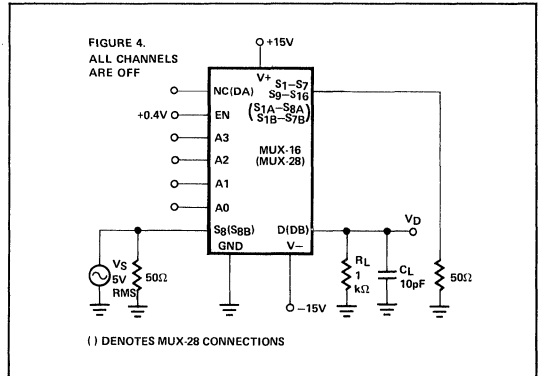 FIGURE 4.
ALL CHANNELS
ARE OFF
+15V
V+
NC(DA)
S1–S7
S9–S16
(S1A–S8A)
(S1B–S7B)
+0.4V
EN
A3
MUX-16
(MUX-28)
A2
A1
A0
S8(S8B)
D(DB)
VD
GND
V–
VS
5V
RMS
50Ω
RL
1
kΩ
CL
10pF
50Ω
–15V
( ) DENOTES MUX-28 CONNECTIONS